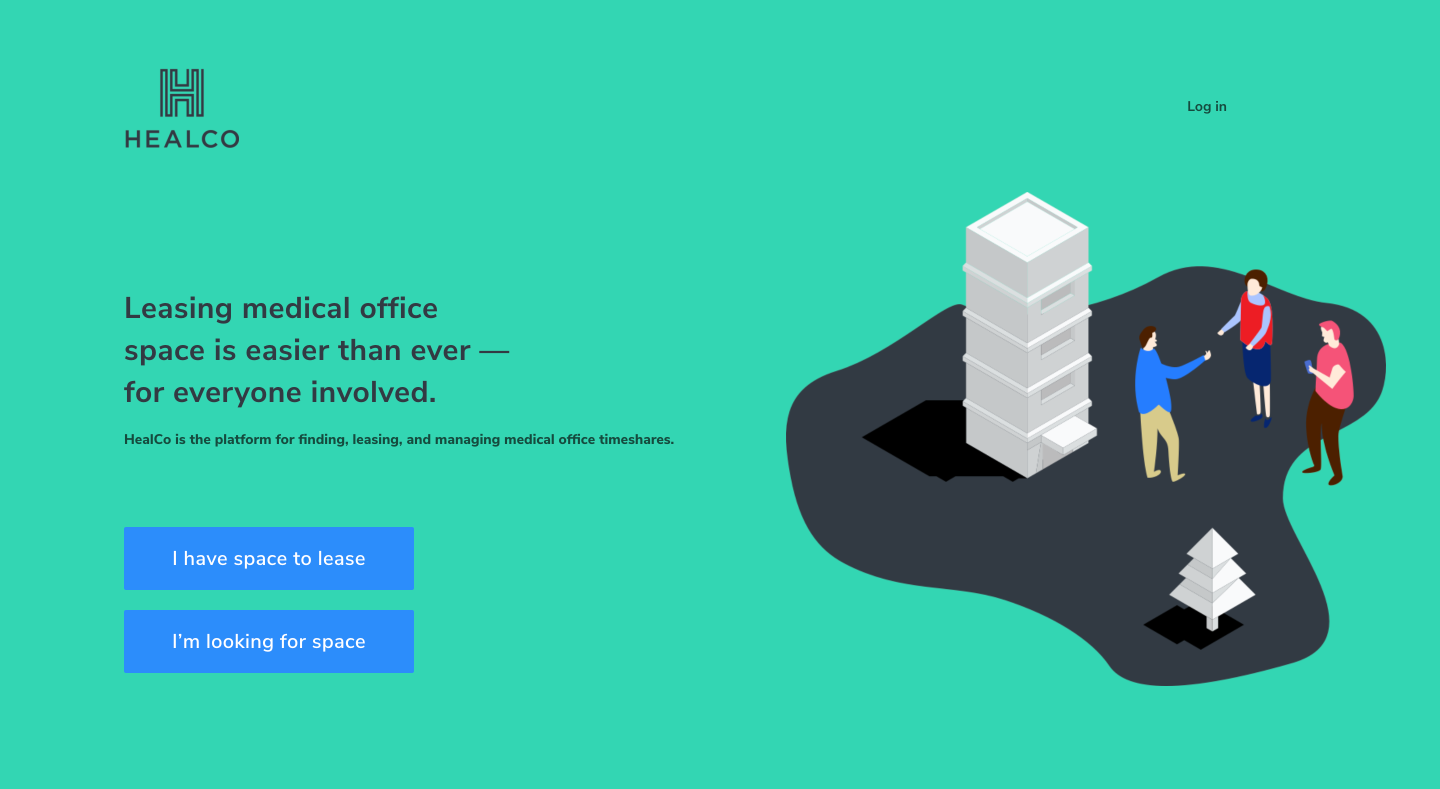 HEALCO
Log in
Leasing medical office
space is easier than ever —
for everyone involved.
HealCo is the platform for finding, leasing, and managing medical office timeshares.
I have space to lease
I’m looking for space